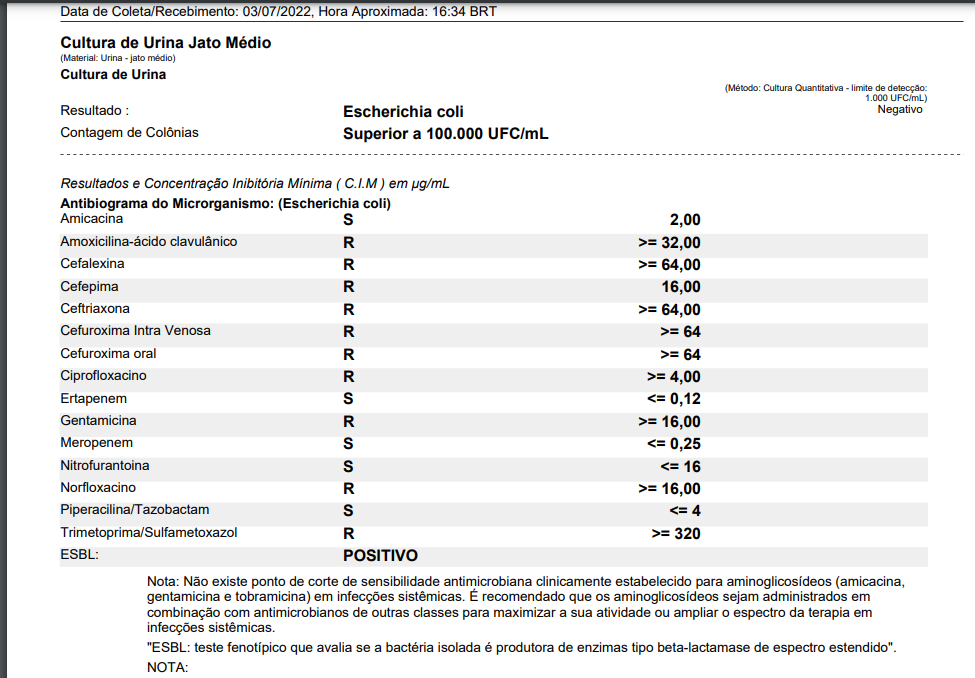 Data de Coleta/Recebimento: 03/07/2022, Hora Aproximada: 16:34 BRT
Cultura de Urina Jato Médio
(Material: Urina - jato médio)
Cultura de Urina
(Método: Cultura Quantitativa - limite de detecção:
1.000 UFC/mL)
Resultado : Escherichia coli Negativo
Contagem de Colônias Superior a 100.000 UFC/mL
Resultados e Concentração Inibitória Mínima ( C.I.M ) em µg/mL
Antibiograma do Microrganismo: (Escherichia coli)
Amicacina S 2,00
Amoxicilina-ácido clavulânico R >= 32,00
Cefalexina R >= 64,00
Cefepima R 16,00
Ceftriaxona R >= 64,00
Cefuroxima Intra Venosa R >= 64
Cefuroxima oral R >= 64
Ciprofloxacino R >= 4,00
Ertapenem S <= 0,12
Gentamicina R >= 16,00
Meropenem S <= 0,25
Nitrofurantoina S <= 16
Norfloxacino R >= 16,00
Piperacilina/Tazobactam S <= 4
Trimetoprima/Sulfametoxazol R >= 320
ESBL: POSITIVO
Nota: Não existe ponto de corte de sensibilidade antimicrobiana clinicamente estabelecido para aminoglicosídeos (amicacina,
gentamicina e tobramicina) em infecções sistêmicas. É recomendado que os aminoglicosídeos sejam administrados em
combinação com antimicrobianos de outras classes para maximizar a sua atividade ou ampliar o espectro da terapia em
infecções sistêmicas.
"ESBL: teste fenotípico que avalia se a bactéria isolada é produtora de enzimas tipo beta-lactamase de espectro estendido".
NOTA: